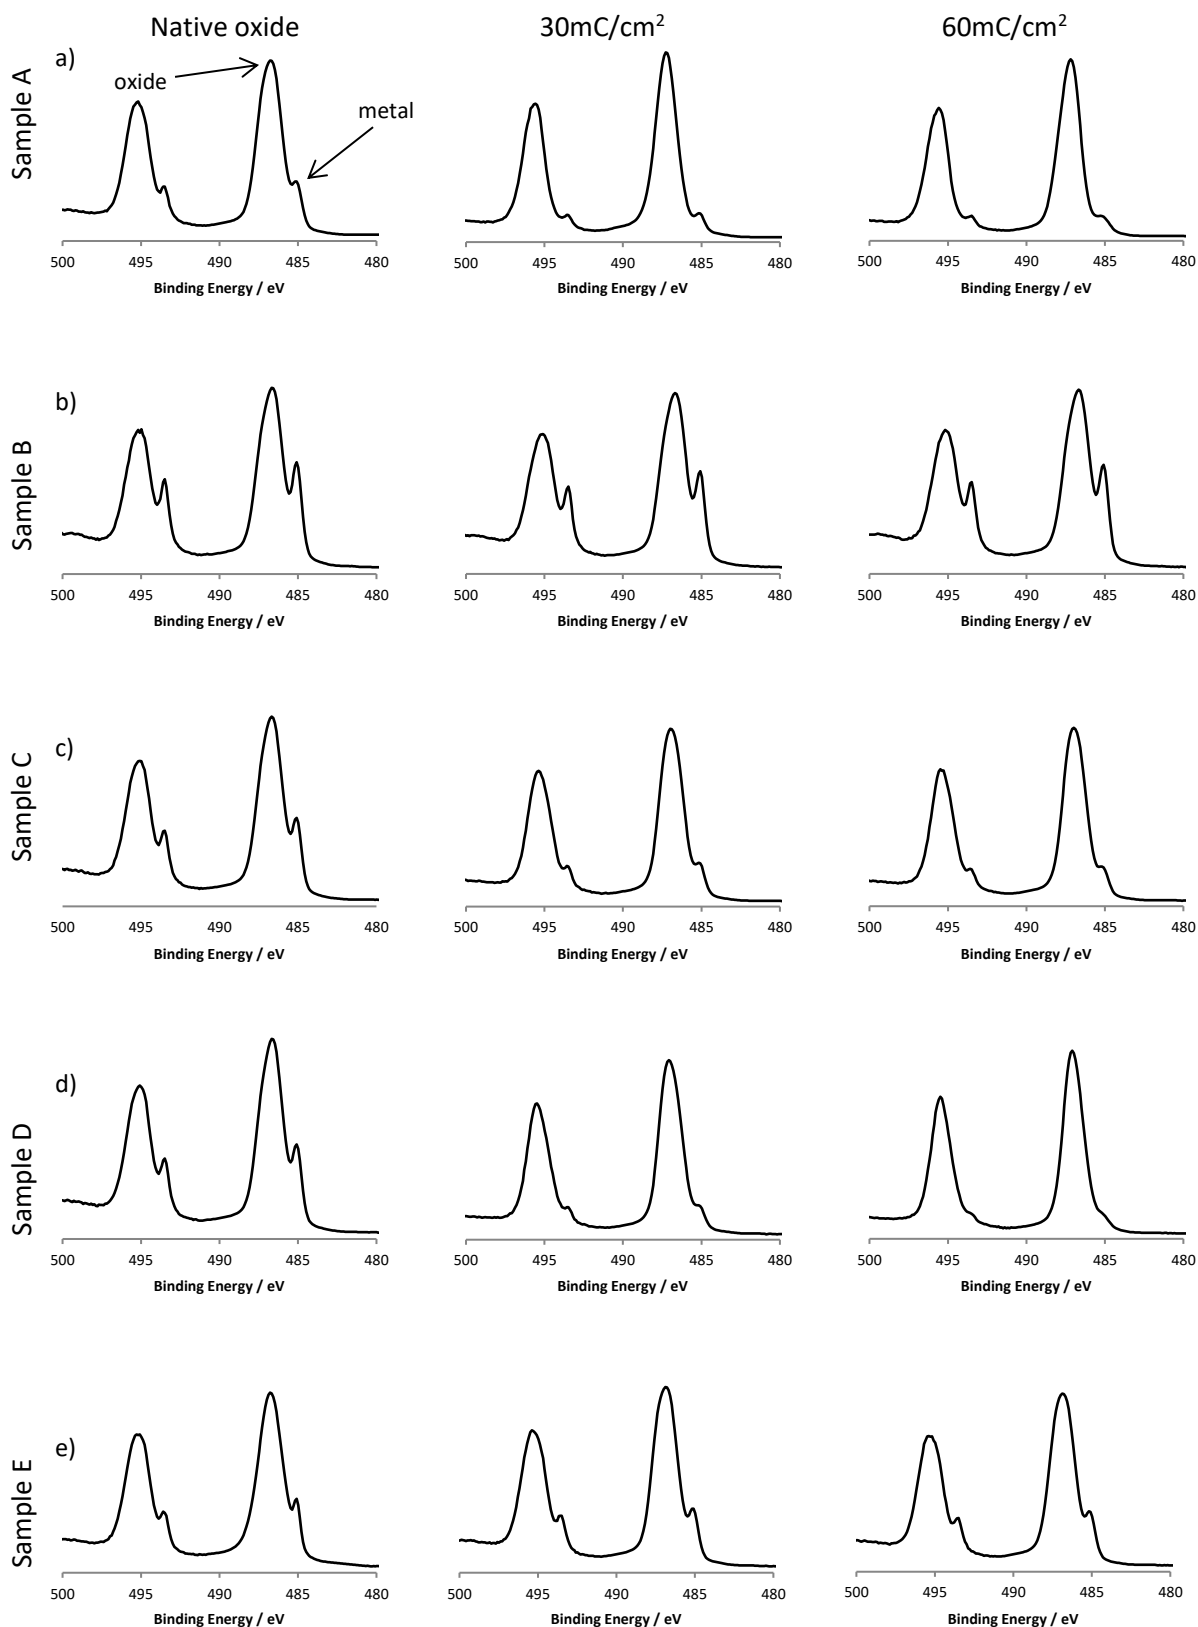 Native oxide 30mC/cm² 60mC/cm²
Sample A
a)
oxide
metal
500 495 490 485 480
Binding Energy / eV
500 495 490 485 480
Binding Energy / eV
500 495 490 485 480
Binding Energy / eV
Sample B
b)
500 495 490 485 480
Binding Energy / eV
500 495 490 485 480
Binding Energy / eV
500 495 490 485 480
Binding Energy / eV
Sample C
c)
500 495 490 485 480
Binding Energy / eV
500 495 490 485 480
Binding Energy / eV
500 495 490 485 480
Binding Energy / eV
Sample D
d)
500 495 490 485 480
Binding Energy / eV
500 495 490 485 480
Binding Energy / eV
500 495 490 485 480
Binding Energy / eV
Sample E
e)
500 495 490 485 480
Binding Energy / eV
500 495 490 485 480
Binding Energy / eV
500 495 490 485 480
Binding Energy / eV